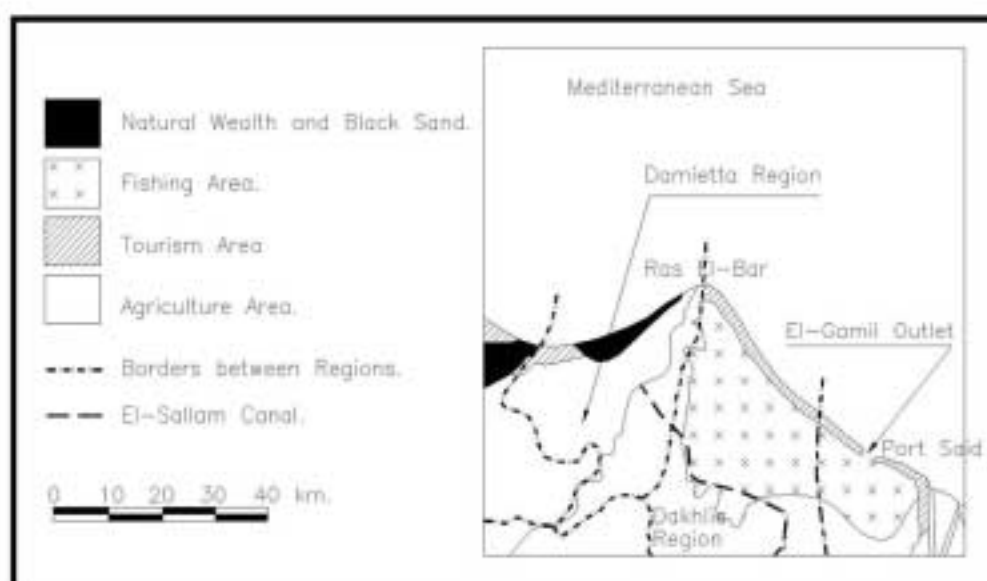 Natural Wealth and Black Sand.
Fishing Area.
Tourism Area
Agriculture Area.
Borders between Regions.
El-Sallam Canal.
0 10 20 30 40 km.
Mediterranean Sea
Damietta Region
Ras El-Bar
El-Gamil Outlet
Port Said
Dakhlia
Region